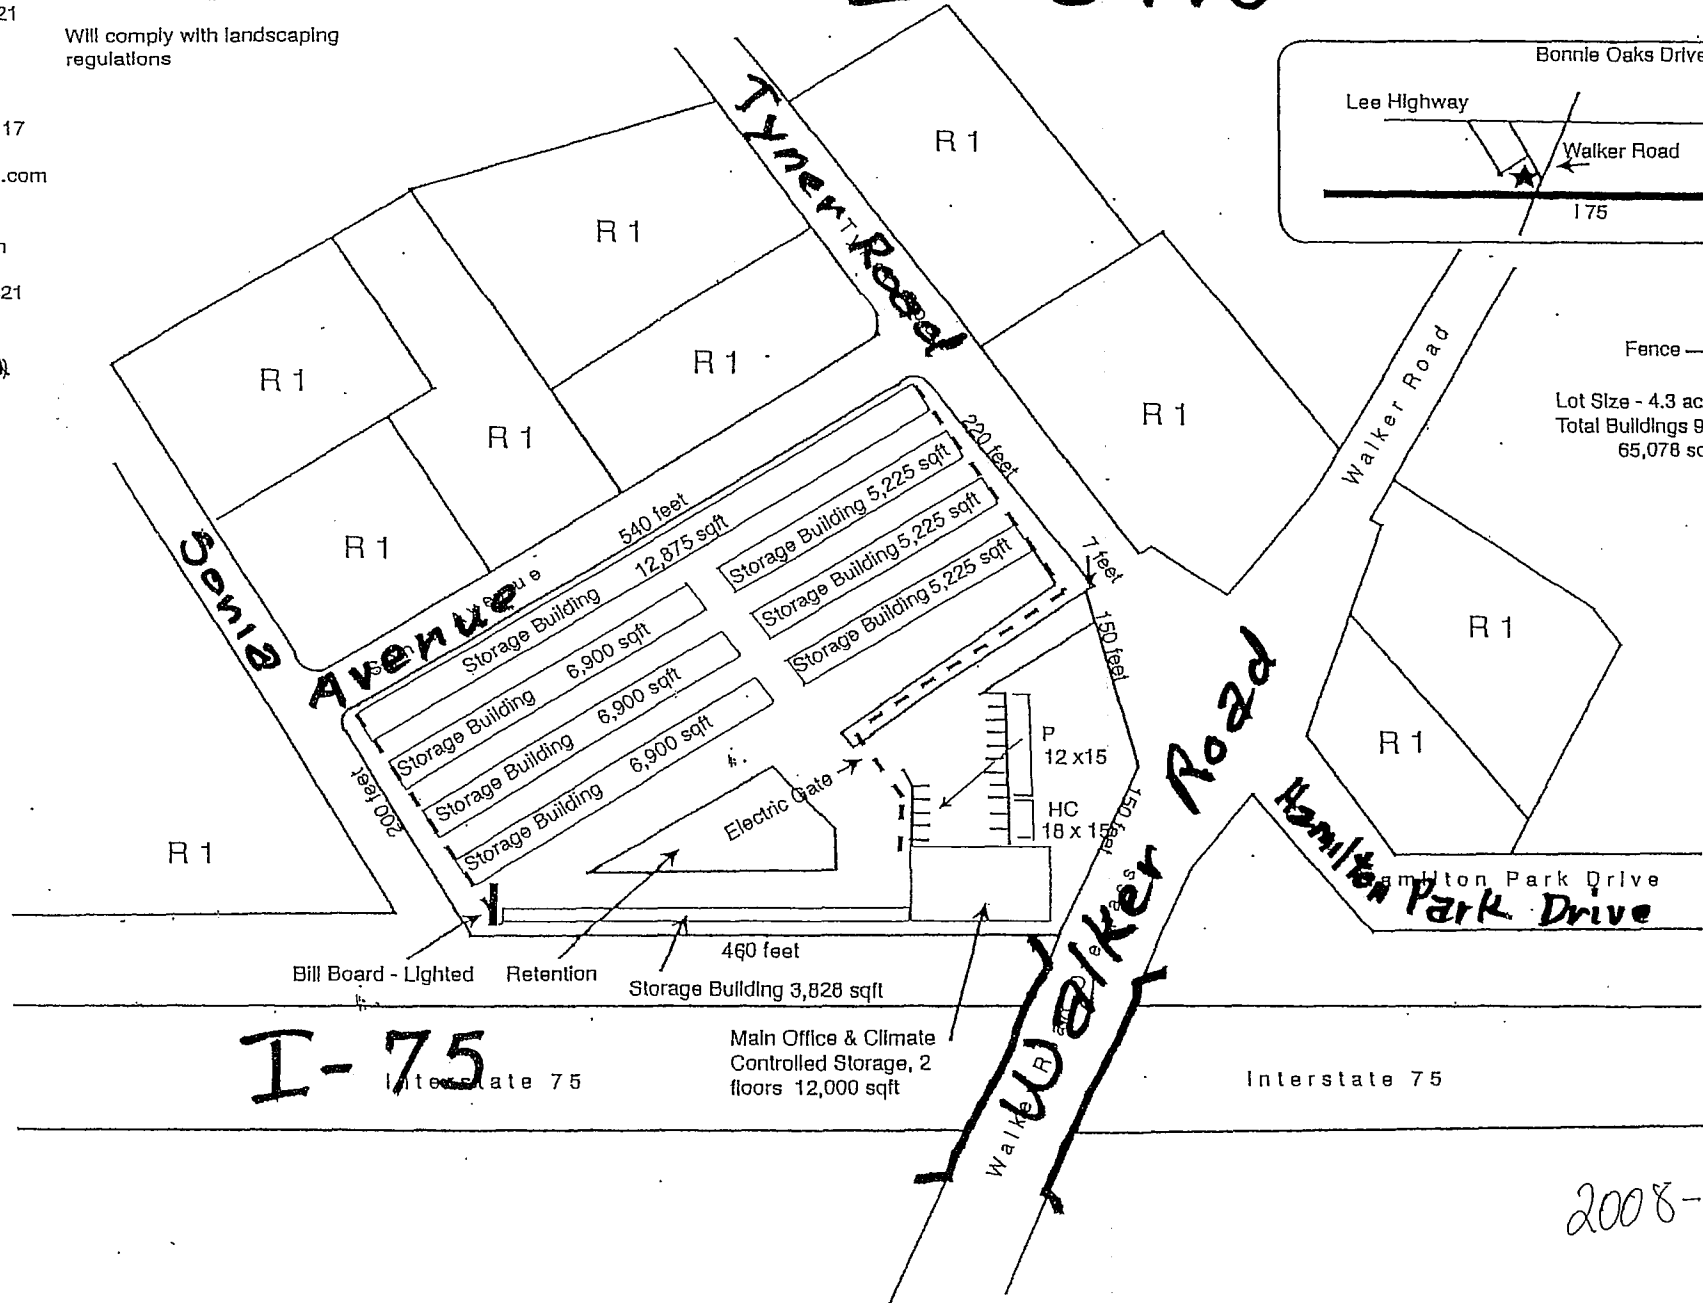 21
Will comply with landscaping
regulations
17
.com
21
Bonnie Oaks Drive
Lee Highway
Walker Road
I 75
Tyner Road
R 1
R 1
R 1
R 1
R 1
R 1
R 1
R 1
R 1
R 1
Walker Road
Fence
Lot Size - 4.3 ac
Total Buildings 9
65,078 sq
220 feet
540 feet
Storage Building 12,875 sqft
Storage Building 5,225 sqft
Storage Building 5,225 sqft
Storage Building 5,225 sqft
Storage Building 6,900 sqft
Storage Building 6,900 sqft
Storage Building 6,900 sqft
Sonia
Avenue
7 feet
150 feet
200 feet
P
12 x15
Electric Gate
HC
18 x 15
150 feet
Walker Road
Hamilton Park Drive
Hamilton Park Drive
460 feet
Bill Board - Lighted
Retention
Storage Building 3,828 sqft
Main Office & Climate
Controlled Storage, 2
floors 12,000 sqft
I-75
Interstate 75
Interstate 75
2008-